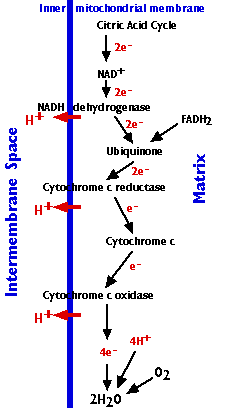 Inner mitochondrial membrane
Citric Acid Cycle
2e⁻
NAD⁺
2e⁻
NADH dehydrogenase
H⁺
2e⁻
FADH₂
Ubiquinone
2e⁻
Cytochrome c reductase
H⁺
e⁻
Cytochrome c
e⁻
Cytochrome c oxidase
H⁺
4e⁻
4H⁺
O₂
2H₂O
Intermembrane Space
Matrix